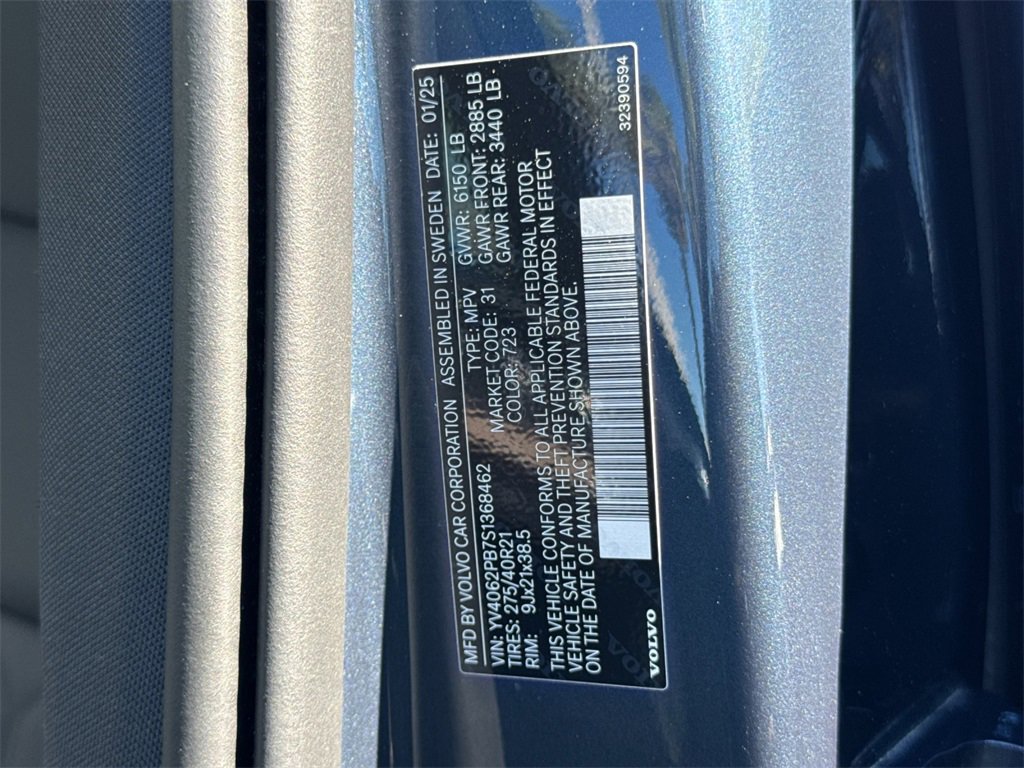 MFD BY VOLVO CAR CORPORATION ASSEMBLED IN SWEDEN DATE: 01/25
VIN: YV4062PB7S1368462 TYPE: MPV GVWR: 6150 LB
TIRES: 275/40R21 MARKET CODE: 31 GAWR FRONT: 2885 LB
RIM: 9Jx21x38.5 COLOR: 723 GAWR REAR: 3440 LB
THIS VEHICLE CONFORMS TO ALL APPLICABLE FEDERAL MOTOR
VEHICLE SAFETY AND THEFT PREVENTION STANDARDS IN EFFECT
ON THE DATE OF MANUFACTURE SHOWN ABOVE.
VOLVO 32390594